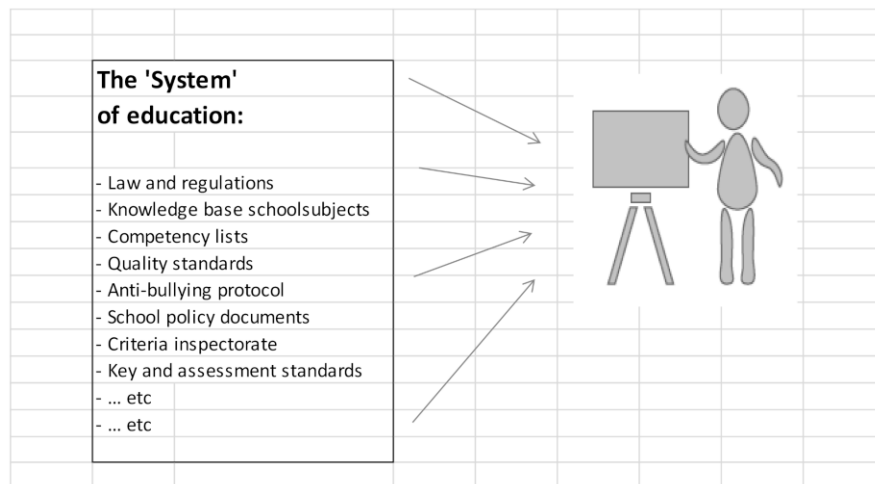 The 'System'
of education:
- Law and regulations
- Knowledge base schoolsubjects
- Competency lists
- Quality standards
- Anti-bullying protocol
- School policy documents
- Criteria inspectorate
- Key and assessment standards
- ... etc
- ... etc